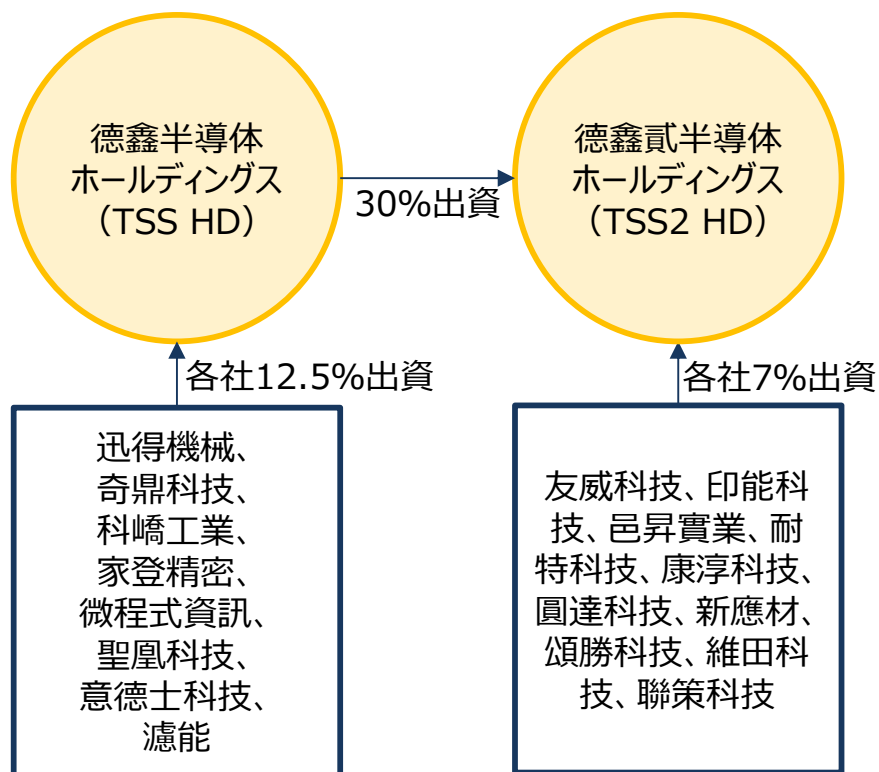 德鑫半導体
ホールディングス
（TSS HD）
30%出資
德鑫貳半導体
ホールディングス
（TSS2 HD）
各社12.5%出資
各社7%出資
迅得機械、
奇鼎科技、
科嶠工業、
家登精密、
微程式資訊、
聖凰科技、
意德士科技、
濾能
友威科技、印能科
技、邑昇實業、耐
特科技、康淳科技、
圓達科技、新應材、
頌勝科技、維田科
技、聯策科技